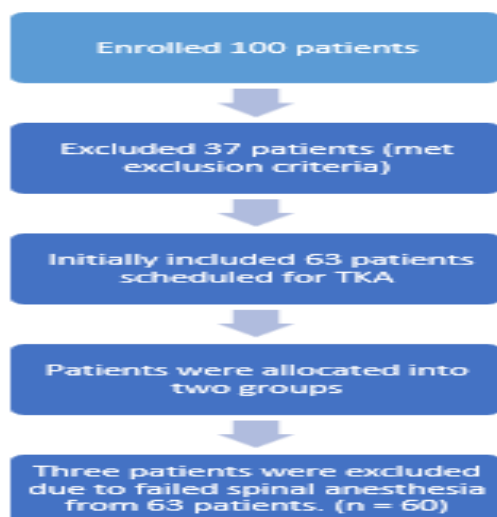 Enrolled 100 patients
Excluded 37 patients (met
exclusion criteria)
Initially included 63 patients
scheduled for TKA
Patients were allocated into
two groups
Three patients were excluded
due to failed spinal anesthesia
from 63 patients. (n = 60)